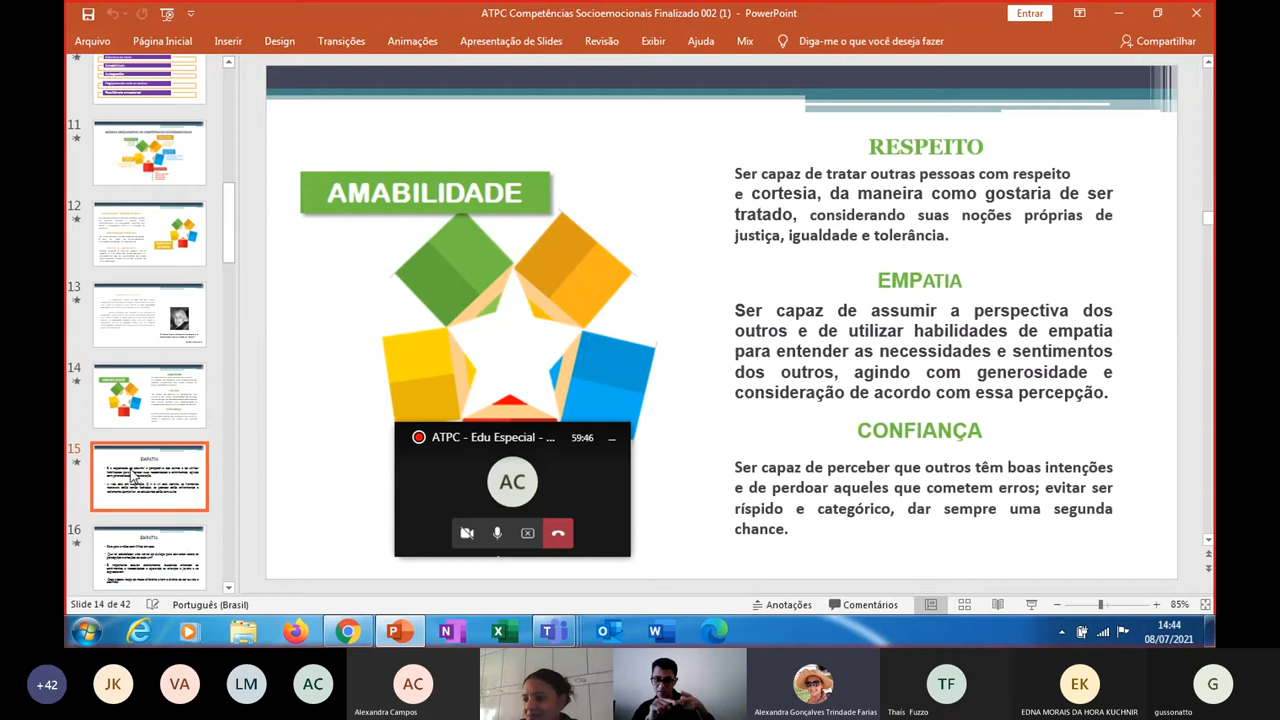 ATPC Competências Socioemocionais Finalizado 002 (1) - PowerPoint
Entrar
Arquivo
Página Inicial
Inserir
Design
Transições
Animações
Apresentação de Slides
Revisão
Exibir
Ajuda
Mix
Diga-me o que você deseja fazer
Compartilhar
11
12
13
14
15
EMPATIA
16
EMPATIA
AMABILIDADE
RESPEITO
Ser capaz de tratar outras pessoas com respeito
e cortesia, da maneira como gostaria de ser
tratado, considerando suas noções próprias de
justiça, igualdade e tolerância.
EMPATIA
Ser capaz de assumir a perspectiva dos
outros e de utilizar habilidades de empatia
para entender as necessidades e sentimentos
dos outros, agindo com generosidade e
consideração de acordo com essa percepção.
CONFIANÇA
Ser capaz de perceber que outros têm boas intenções
e de perdoar aqueles que cometem erros; evitar ser
ríspido e categórico, dar sempre uma segunda
chance.
ATPC - Edu Especial - ...
59:46
AC
Slide 14 de 42
Português (Brasil)
Anotações
Comentários
85%
14:44
08/07/2021
+42
JK
VA
LM
AC
AC
Alexandra Campos
Alexandra Gonçalves Trindade Farias
TF
Thaís Fuzzo
EK
EDNA MORAIS DA HORA KUCHNIR
G
gussonatto